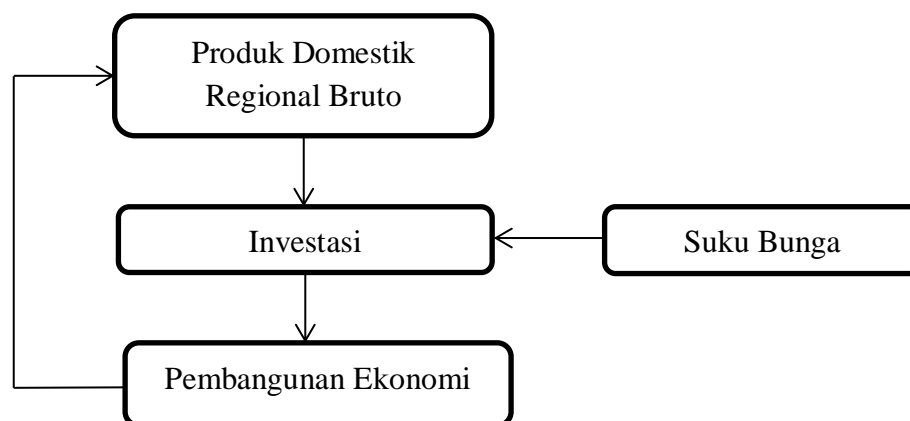 Produk Domestik
Regional Bruto
Investasi
Suku Bunga
Pembangunan Ekonomi